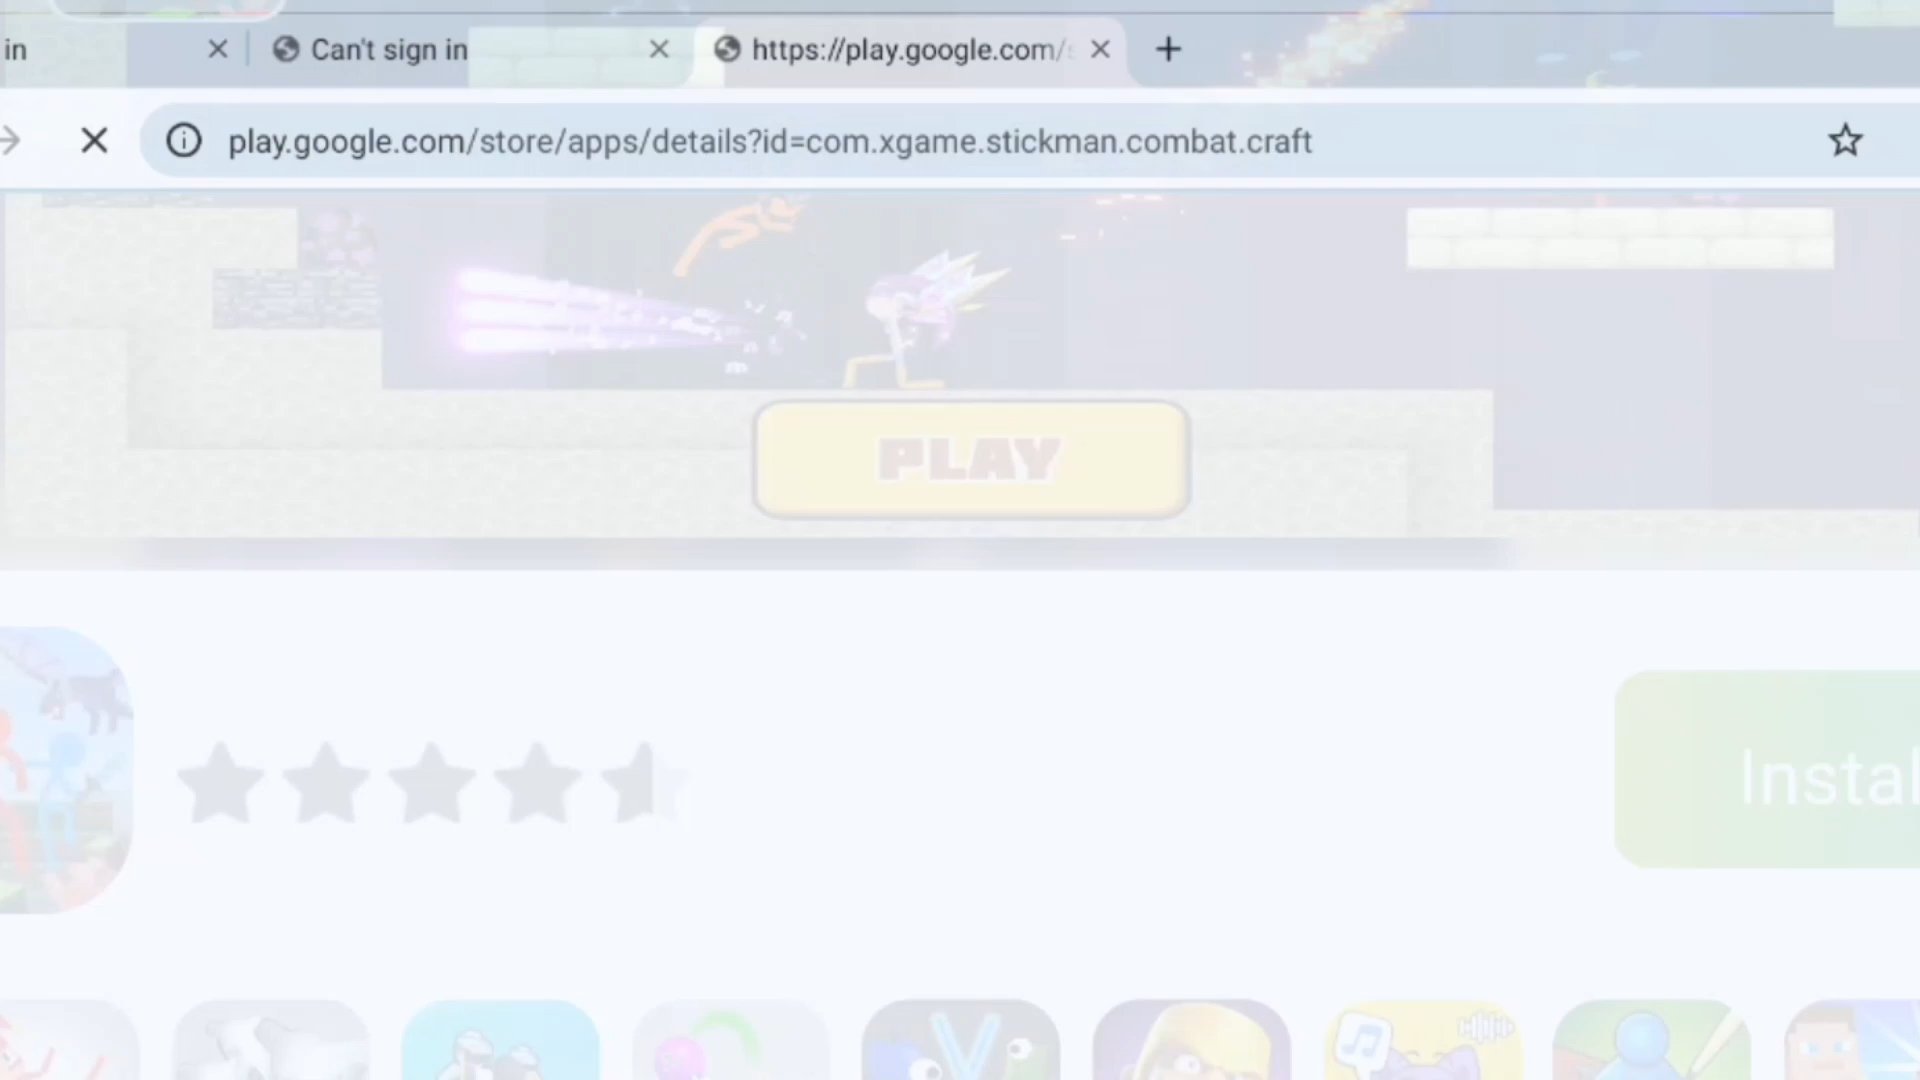 in
Can't sign in
https://play.google.com/
play.google.com/store/apps/details?id=com.xgame.stickman.combat.craft
PLAY
Instal